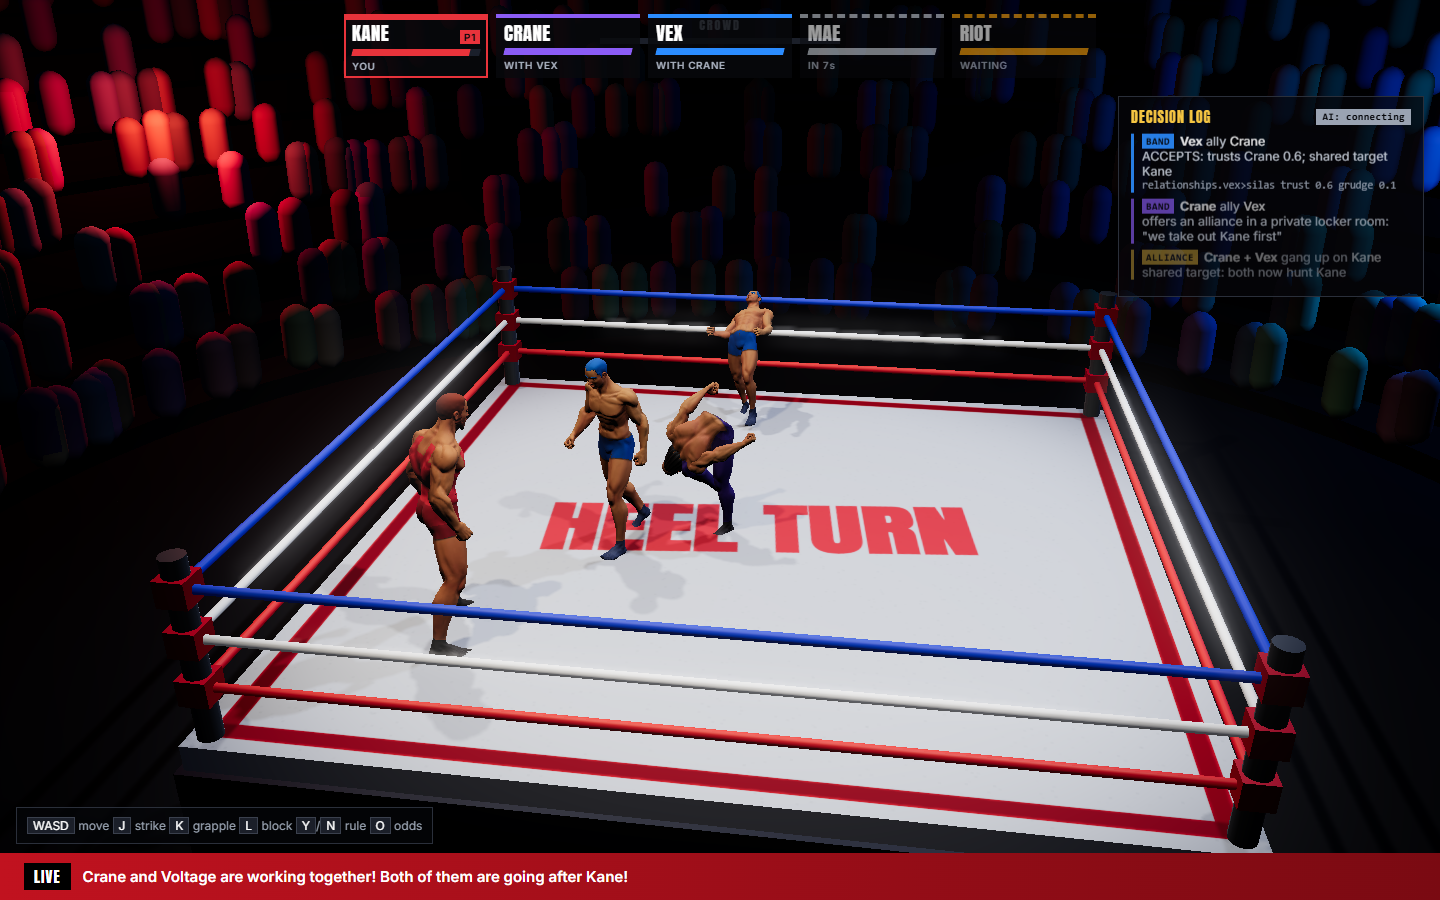 KANE P1
YOU
CRANE
WITH VEX
CROWD
VEX
WITH CRANE
MAE
IN 7s
RIOT
WAITING
DECISION LOG AI: connecting
BAND Vex ally Crane
ACCEPTS: trusts Crane 0.6; shared target
Kane
relationships.vex>silas trust 0.6 grudge 0.1
BAND Crane ally Vex
offers an alliance in a private locker room:
"we take out Kane first"
ALLIANCE Crane + Vex gang up on Kane
shared target: both now hunt Kane
HEEL TURN
WASD move J strike K grapple L block Y/N rule O odds
LIVE Crane and Voltage are working together! Both of them are going after Kane!